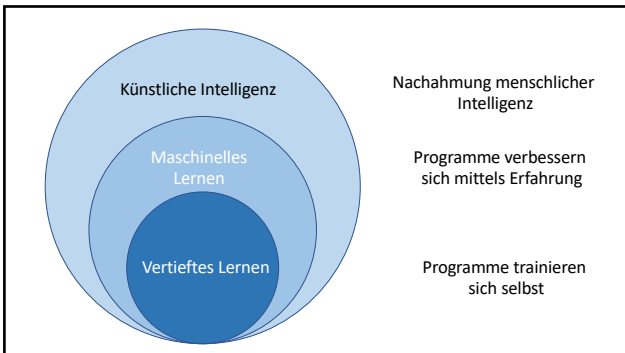 Künstliche Intelligenz
Nachahmung menschlicher
Intelligenz
Maschinelles
Lernen
Programme verbessern
sich mittels Erfahrung
Vertieftes Lernen
Programme trainieren
sich selbst